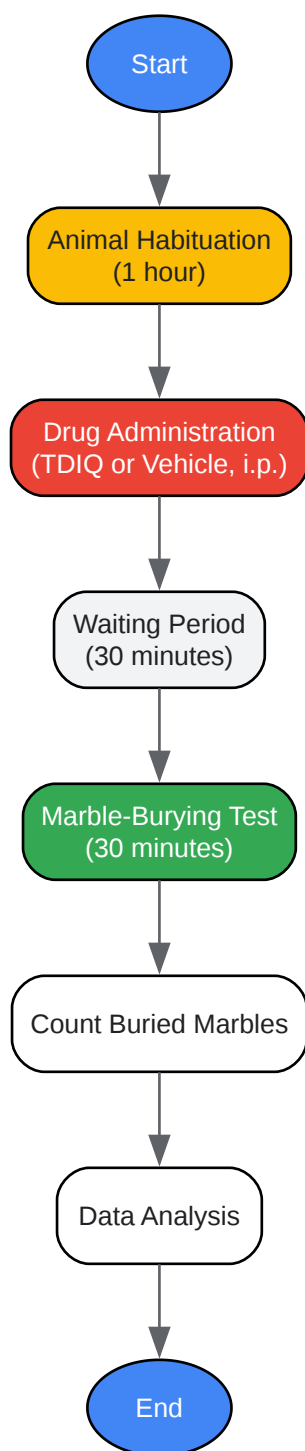 Start
Animal Habituation
(1 hour)
Drug Administration
(TDIQ or Vehicle, i.p.)
Waiting Period
(30 minutes)
Marble-Burying Test
(30 minutes)
Count Buried Marbles
Data Analysis
End